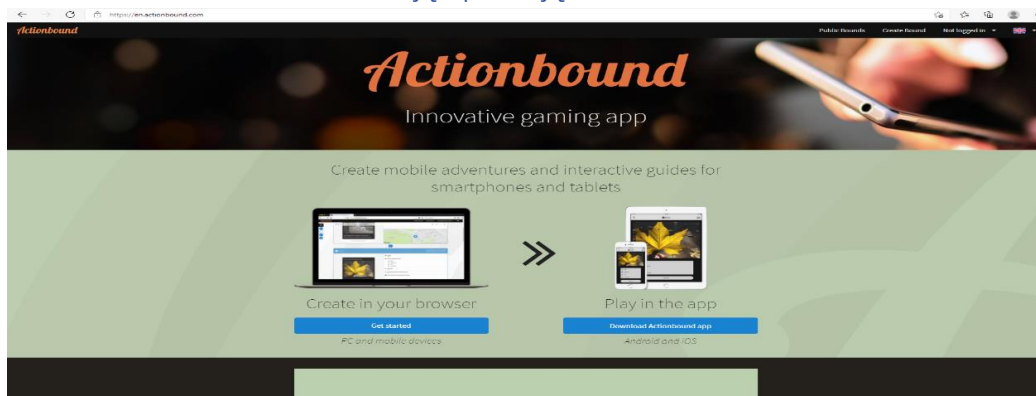 https://en.actionbound.com
Actionbound
Public Bounds Create Bound Not logged in
Actionbound
Innovative gaming app
Create mobile adventures and interactive guides for
smartphones and tablets
Create in your browser
Play in the app
Get started
Download Actionbound app
PC and mobile devices
Android and iOS